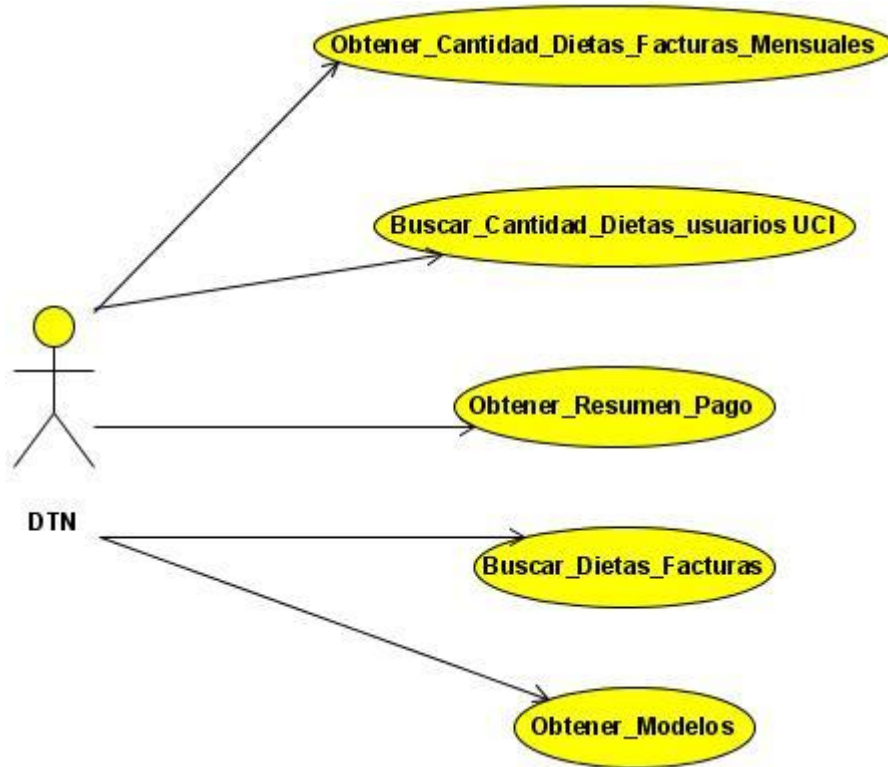 Obtener_Cantidad_Dietas_Facturas_Mensuales
Buscar_Cantidad_Dietas_usuarios UCI
Obtener_Resumen_Pago
DTN
Buscar_Dietas_Facturas
Obtener_Modelos